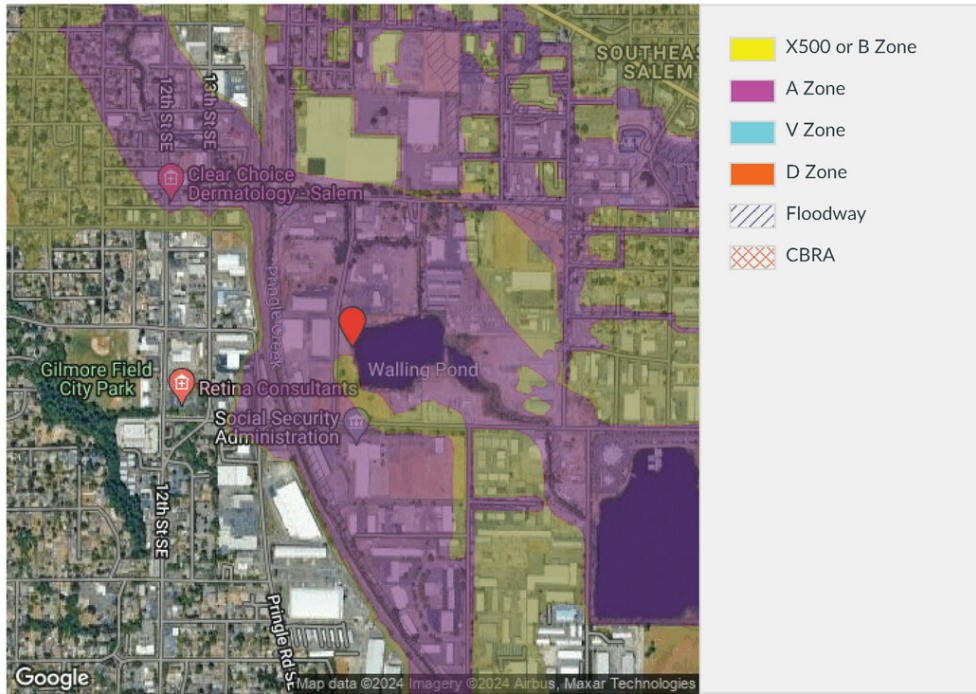 SOUTHEAS
SALEM
12th St SE
13th St SE
Clear Choice
Dermatology - Salem
Pringle Creek
Walling Pond
Gilmore Field
City Park
Retina Consultants
Social Security
Administration
12th St SE
Pringle Rd SE
Google
Map data ©2024 Imagery ©2024 Airbus, Maxar Technologies
X500 or B Zone
A Zone
V Zone
D Zone
Floodway
CBRA